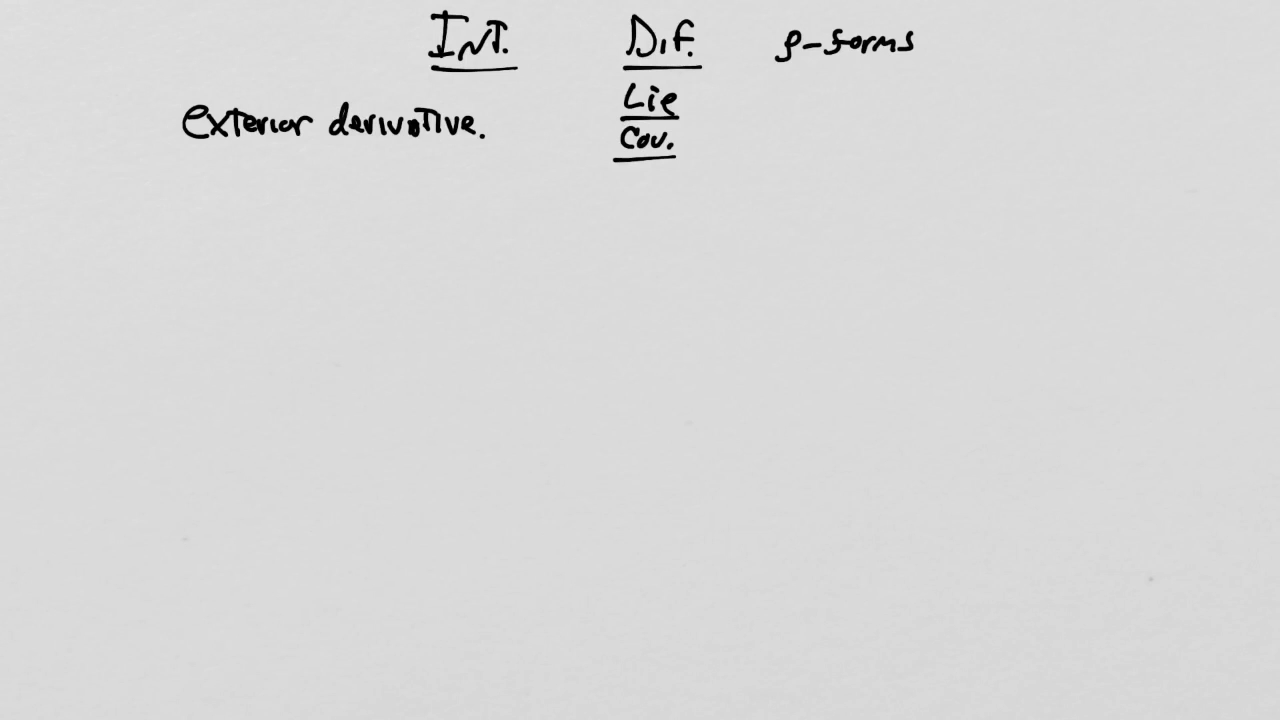 INT. Dif. p-forms
Lie
exterior derivative.
Cov.